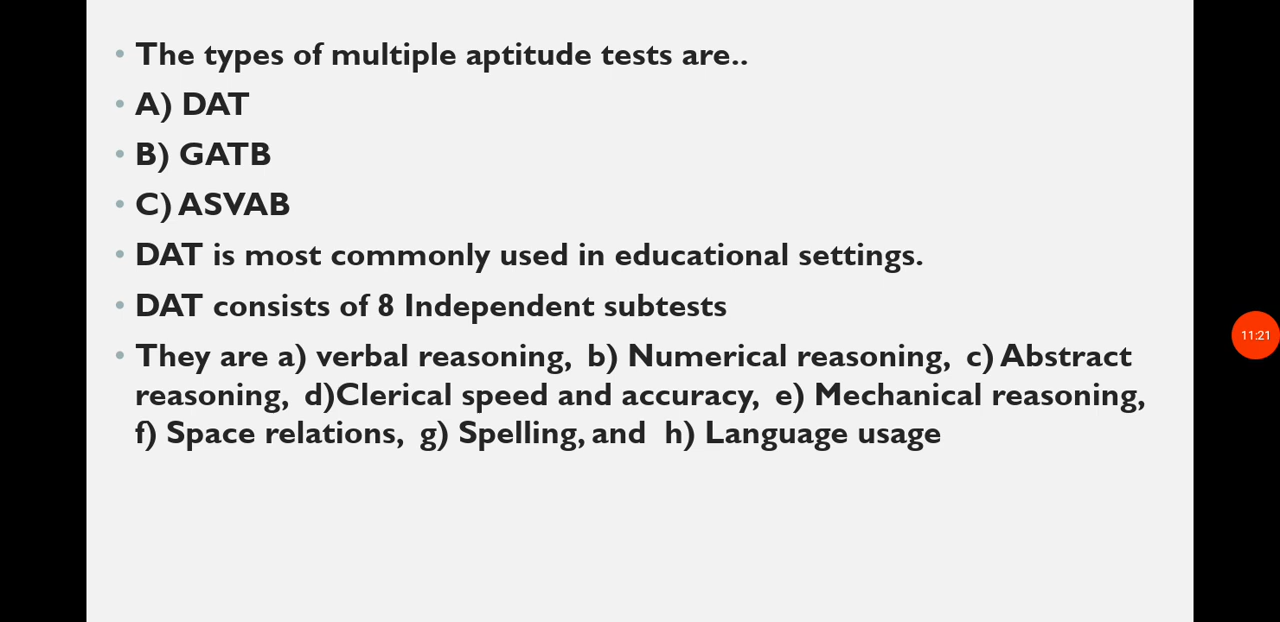 The types of multiple aptitude tests are..
A) DAT
B) GATB
C) ASVAB
DAT is most commonly used in educational settings.
DAT consists of 8 Independent subtests
They are a) verbal reasoning,  b) Numerical reasoning,  c) Abstract
reasoning,  d)Clerical speed and accuracy,  e) Mechanical reasoning,
f) Space relations,  g) Spelling, and  h) Language usage
11:21